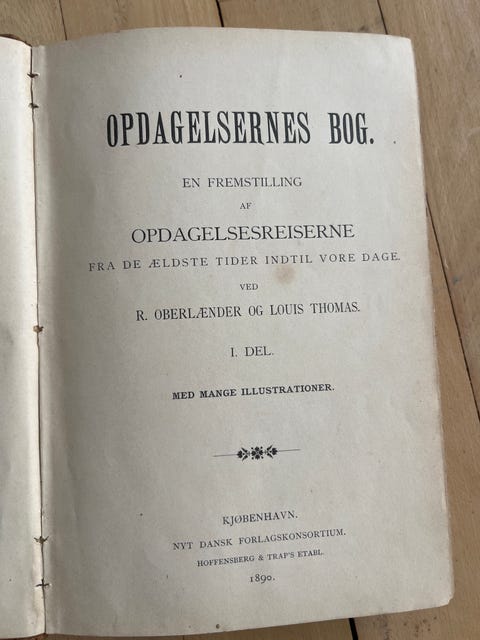 OPDAGELSERNES BOG.
EN FREMSTILLING
AF
OPDAGELSESREISERNE
FRA DE ÆLDSTE TIDER INDTIL VORE DAGE.
VED
R. OBERLÆNDER OG LOUIS THOMAS.
I. DEL.
MED MANGE ILLUSTRATIONER.
KJØBENHAVN.
NYT DANSK FORLAGSKONSORTIUM.
HOFFENSBERG & TRAP'S ETABL.
1890.